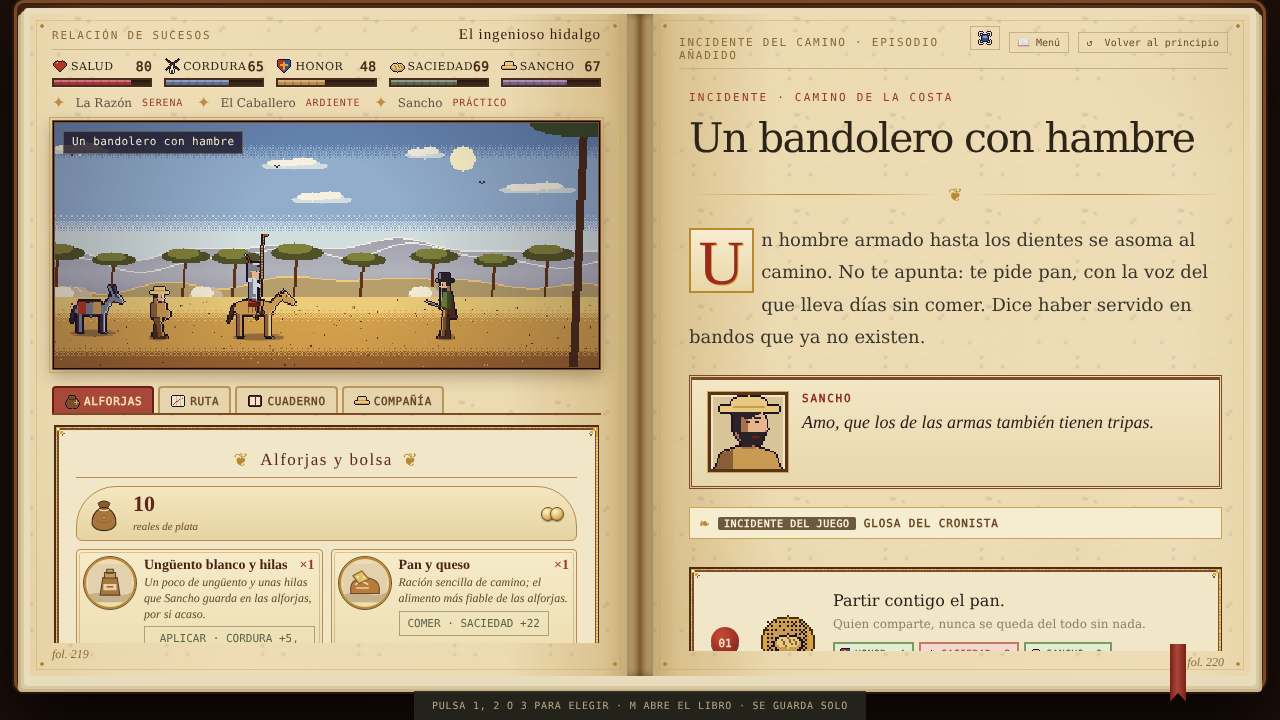 RELACIÓN DE SUCESOS
El ingenioso hidalgo
SALUD 80
CORDURA 65
HONOR 48
SACIEDAD 69
SANCHO 67
La Razón SERENA
El Caballero ARDIENTE
Sancho PRÁCTICO
Un bandolero con hambre
ALFORJAS
RUTA
CUADERNO
COMPAÑÍA
Alforjas y bolsa
10
reales de plata
Ungüento blanco y hilas ×1
Un poco de ungüento y unas hilas
que Sancho guarda en las alforjas,
por si acaso.
APLICAR · CORDURA +5,
Pan y queso ×1
Ración sencilla de camino; el
alimento más fiable de las alforjas.
COMER · SACIEDAD +22
fol. 219
INCIDENTE DEL CAMINO · EPISODIO
AÑADIDO
Menú
Volver al principio
INCIDENTE · CAMINO DE LA COSTA
Un bandolero con hambre
Un hombre armado hasta los dientes se asoma al
camino. No te apunta: te pide pan, con la voz del
que lleva días sin comer. Dice haber servido en
bandos que ya no existen.
SANCHO
Amo, que los de las armas también tienen tripas.
INCIDENTE DEL JUEGO GLOSA DEL CRONISTA
01
Partir contigo el pan.
Quien comparte, nunca se queda del todo sin nada.
fol. 220
PULSA 1, 2 O 3 PARA ELEGIR · M ABRE EL LIBRO · SE GUARDA SOLO